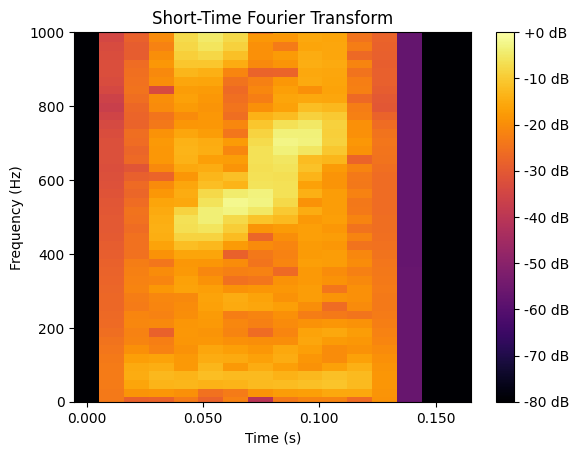 Short-Time Fourier Transform
1000
800
600
400
200
0
Frequency (Hz)
0.000
0.050
0.100
0.150
Time (s)
+0 dB
-10 dB
-20 dB
-30 dB
-40 dB
-50 dB
-60 dB
-70 dB
-80 dB